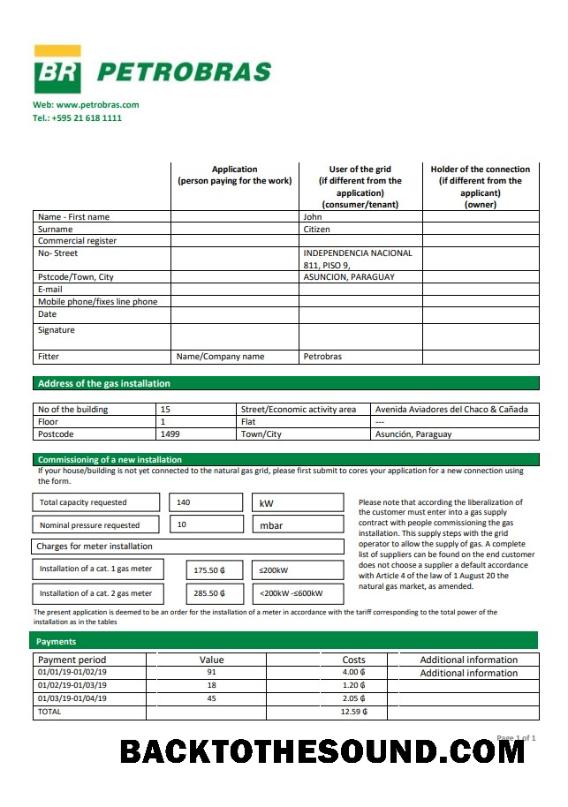 BR PETROBRAS
Web: www.petrobras.com
Tel.: +595 21 618 1111
Application
(person paying for the work)
User of the grid
(if different from the
application)
(consumer/tenant)
Holder of the connection
(if different from the
applicant)
(owner)
Name - First name John
Surname Citizen
Commercial register
No- Street INDEPENDENCIA NACIONAL
811, PISO 9,
Pstcode/Town, City ASUNCION, PARAGUAY
E-mail
Mobile phone/fixes line phone
Date
Signature
Fitter Name/Company name Petrobras
Address of the gas installation
No of the building 15 Street/Economic activity area Avenida Aviadores del Chaco & Cañada
Floor 1 Flat ---
Postcode 1499 Town/City Asunción, Paraguay
Commissioning of a new installation
If your house/building is not yet connected to the natural gas grid, please first submit to cores your application for a new connection using
the form.
Total capacity requested 140 kW
Nominal pressure requested 10 mbar
Charges for meter installation
Installation of a cat. 1 gas meter 175.50 ₲ ≤200kW
Installation of a cat. 2 gas meter 285.50 ₲ <200kW -≤600kW
Please note that according the liberalization of
the customer must enter into a gas supply
contract with people commissioning the gas
installation. This supply steps with the grid
operator to allow the supply of gas. A complete
list of suppliers can be found on the end customer
does not choose a supplier a default accordance
with Article 4 of the law of 1 August 20 the
natural gas market, as amended.
The present application is deemed to be an order for the installation of a meter in accordance with the tariff corresponding to the total power of the
installation as in the tables
Payments
Payment period Value Costs Additional information
01/01/19-01/02/19 91 4.00 ₲ Additional information
01/02/19-01/03/19 18 1.20 ₲
01/03/19-01/04/19 45 2.05 ₲
TOTAL 12.59 ₲
Page 1 of 1
BACKTOTHESOUND.COM